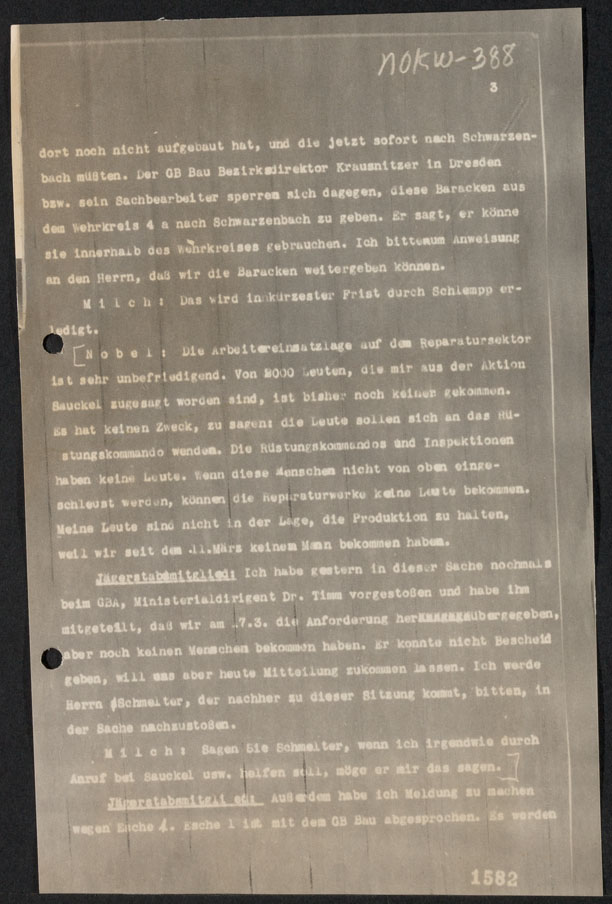 NOKW-388
3
dort noch nicht aufgebaut hat, und die jetzt sofort nach Schwarzen-
bach müßten. Der GB Bau Bezirksdirektor Krausnitzer in Dresden
bzw. sein Sachbearbeiter sperren sich dagegen, diese Baracken aus
dem Wehrkreis 4 a nach Schwarzenbach zu geben. Er sagt, er könne
sie innerhalb des Wehrkreises gebrauchen. Ich bitte um Anweisung
an den Herrn, daß wir die Baracken weitergeben können.
Milch: Das wird in kürzester Frist durch Schlempp er-
ledigt.
[Nobel: Die Arbeitereinsatzlage auf dem Reparatursektor
ist sehr unbefriedigend. Von 2000 Leuten, die mir aus der Aktion
Sauckel zugesagt worden sind, ist bisher noch keiner gekommen.
Es hat keinen Zweck, zu sagen: die Leute sollen sich an das Rü-
stungskommando wenden. Die Rüstungskommandos und Inspektionen
haben keine Leute. Wenn diese Menschen nicht von oben einge-
schleust werden, können die Reparaturwerke keine Leute bekommen.
Meine Leute sind nicht in der Lage, die Produktion zu halten,
weil wir seit dem 11.März keinen Mann bekommen haben.
Jägerstabsmitglied: Ich habe gestern in dieser Sache nochmals
beim GBA, Ministerialdirigent Dr. Timm vorgestoßen und habe ihm
mitgeteilt, daß wir am 7.3. die Anforderung herübergegeben,
aber noch keinen Menschen bekommen haben. Er konnte nicht Bescheid
geben, will uns aber heute Mitteilung zukommen lassen. Ich werde
Herrn Schmelter, der nachher zu dieser Sitzung kommt, bitten, in
der Sache nachzustoßen.
Milch: Sagen Sie Schmelter, wenn ich irgendwie durch
Anruf bei Sauckel usw. helfen soll, möge er mir das sagen.]
Jägerstabsmitglied: Außerdem habe ich Meldung zu machen
wegen Esche 1. Esche 1 ist mit dem GB Bau abgesprochen. Es werden
1582